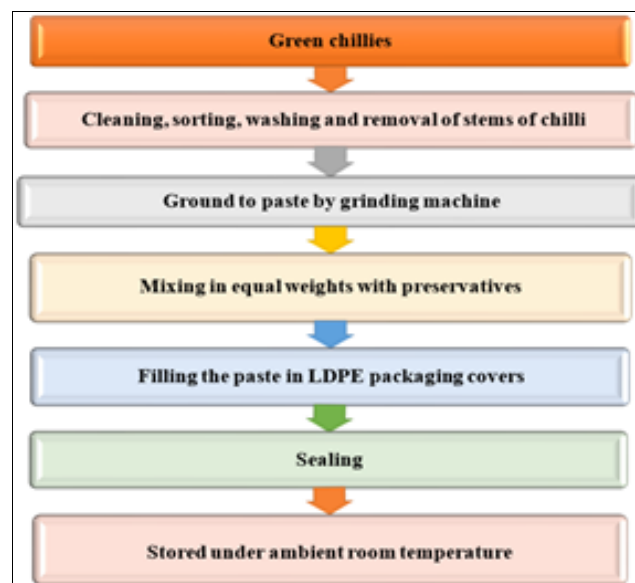 Green chillies
Cleaning, sorting, washing and removal of stems of chilli
Ground to paste by grinding machine
Mixing in equal weights with preservatives
Filling the paste in LDPE packaging covers
Sealing
Stored under ambient room temperature